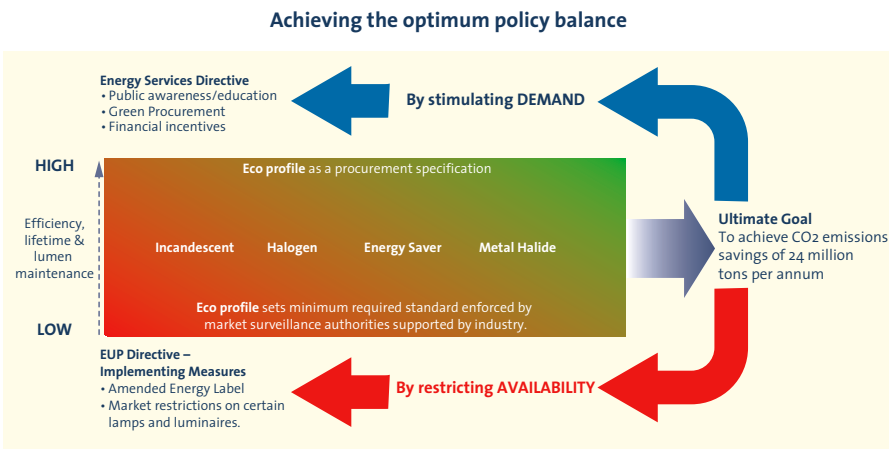 Achieving the optimum policy balance
Energy Services Directive
• Public awareness/education
• Green Procurement
• Financial incentives
By stimulating DEMAND
HIGH
Efficiency,
lifetime &
lumen
maintenance
LOW
Eco profile as a procurement specification
Incandescent Halogen Energy Saver Metal Halide
Eco profile sets minimum required standard enforced by
market surveillance authorities supported by industry.
Ultimate Goal
To achieve CO2 emissions
savings of 24 million
tons per annum
EUP Directive –
Implementing Measures
• Amended Energy Label
• Market restrictions on certain
lamps and luminaires.
By restricting AVAILABILITY